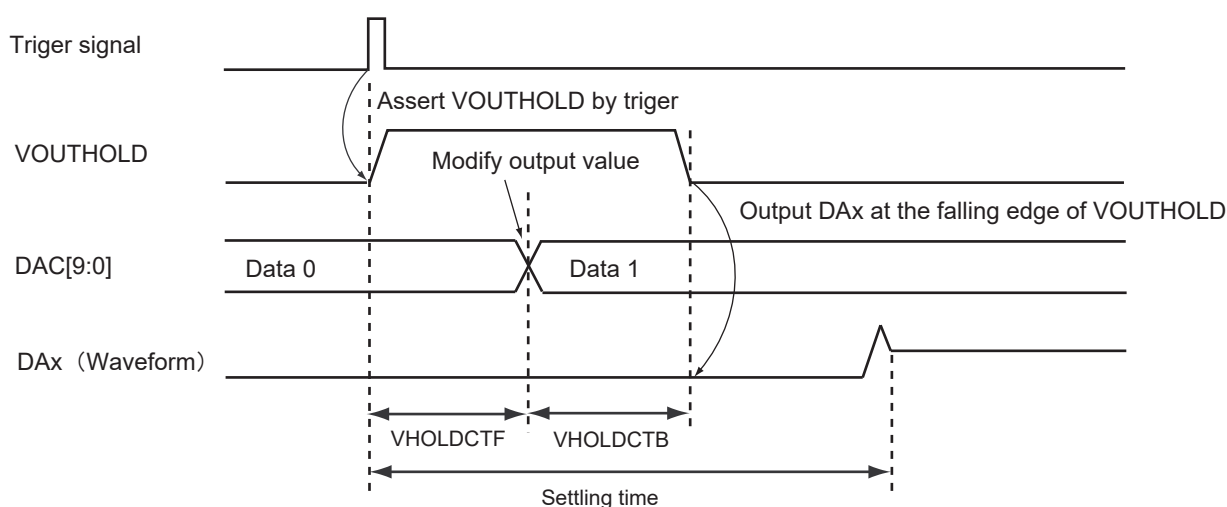 Triger signal
Assert VOUTHOLD by triger
VOUTHOLD
Modify output value
Output DAx at the falling edge of VOUTHOLD
DAC[9:0]
Data 0
Data 1
DAx（Waveform）
VHOLDCTF
VHOLDCTB
Settling time